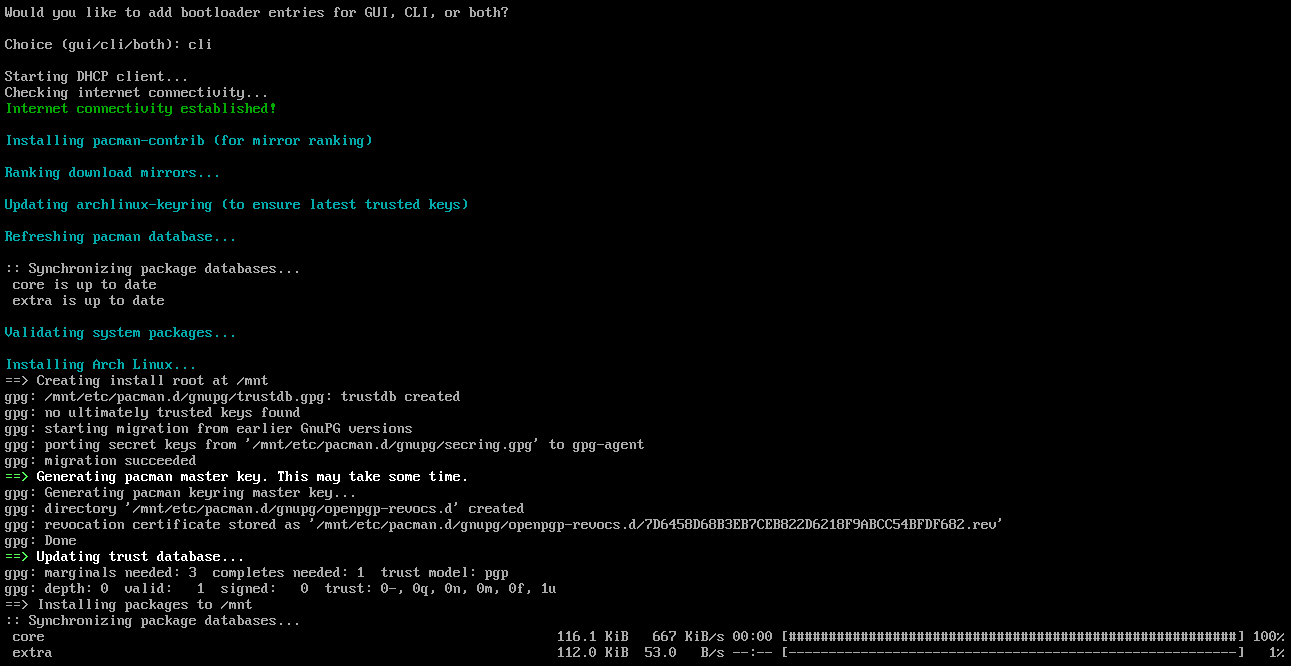 Would you like to add bootloader entries for GUI, CLI, or both?
Choice (gui/cli/both): cli
Starting DHCP client...
Checking internet connectivity...
Internet connectivity established!
Installing pacman-contrib (for mirror ranking)
Ranking download mirrors...
Updating archlinux-keyring (to ensure latest trusted keys)
Refreshing pacman database...
:: Synchronizing package databases...
core is up to date
extra is up to date
Validating system packages...
Installing Arch Linux...
==> Creating install root at /mnt
gpg: /mnt/etc/pacman.d/gnupg/trustdb.gpg: trustdb created
gpg: no ultimately trusted keys found
gpg: starting migration from earlier GnuPG versions
gpg: porting secret keys from '/mnt/etc/pacman.d/gnupg/secring.gpg' to gpg-agent
gpg: migration succeeded
==> Generating pacman master key. This may take some time.
gpg: Generating pacman keyring master key...
gpg: directory '/mnt/etc/pacman.d/gnupg/openpgp-revocs.d' created
gpg: revocation certificate stored as '/mnt/etc/pacman.d/gnupg/openpgp-revocs.d/7D6458D68B3EB7CEB822D6218F9ABCC54BFDF682.rev'
gpg: Done
==> Updating trust database...
gpg: marginals needed: 3  completes needed: 1  trust model: pgp
gpg: depth: 0  valid:   1  signed:   0  trust: 0-, 0q, 0n, 0m, 0f, 1u
==> Installing packages to /mnt
:: Synchronizing package databases...
core 116.1 KiB   667 KiB/s 00:00 [########################################################] 100%
extra 112.0 KiB  53.0   B/s --:-- [--------------------------------------------------------]   1%